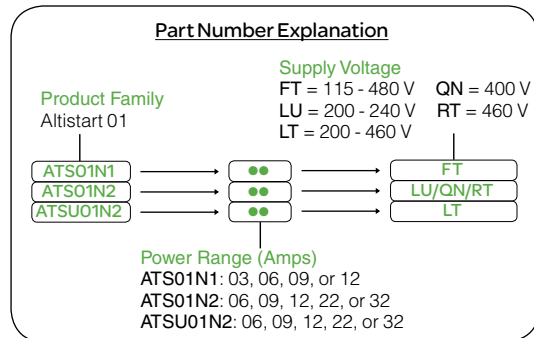 Part Number Explanation
Supply Voltage
FT = 115 - 480 V QN = 400 V
LU = 200 - 240 V RT = 460 V
LT = 200 - 460 V
Product Family
Altistart 01
ATS01N1 •• FT
ATS01N2 •• LU/QN/RT
ATSU01N2 •• LT
Power Range (Amps)
ATS01N1: 03, 06, 09, or 12
ATS01N2: 06, 09, 12, 22, or 32
ATSU01N2: 06, 09, 12, 22, or 32